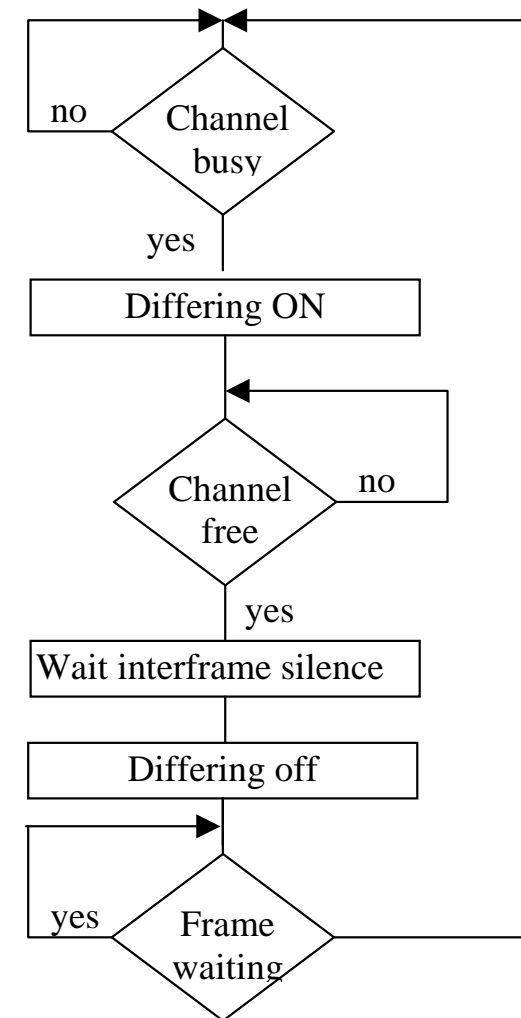 no
Channel
busy
yes
Differing ON
Channel
free
no
yes
Wait interframe silence
Differing off
yes
Frame
waiting